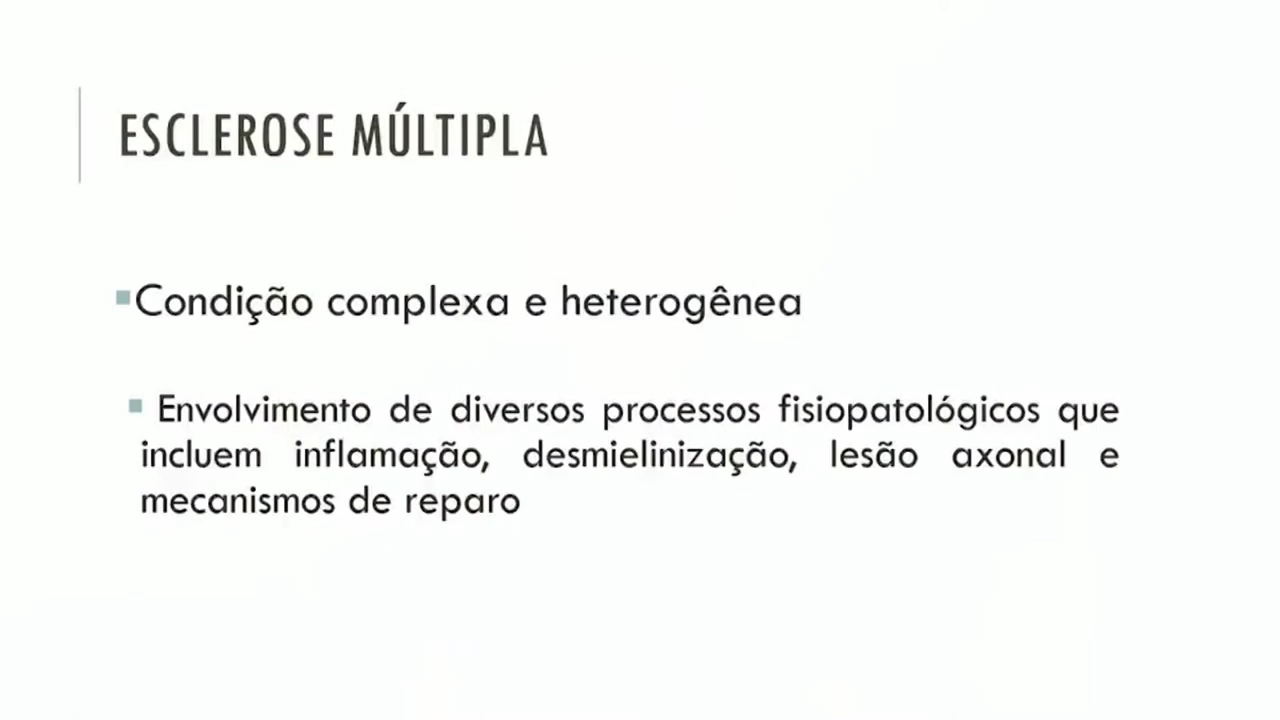 ESCLEROSE MÚLTIPLA
Condição complexa e heterogênea
Envolvimento de diversos processos fisiopatológicos que
incluem inflamação, desmielinização, lesão axonal e
mecanismos de reparo